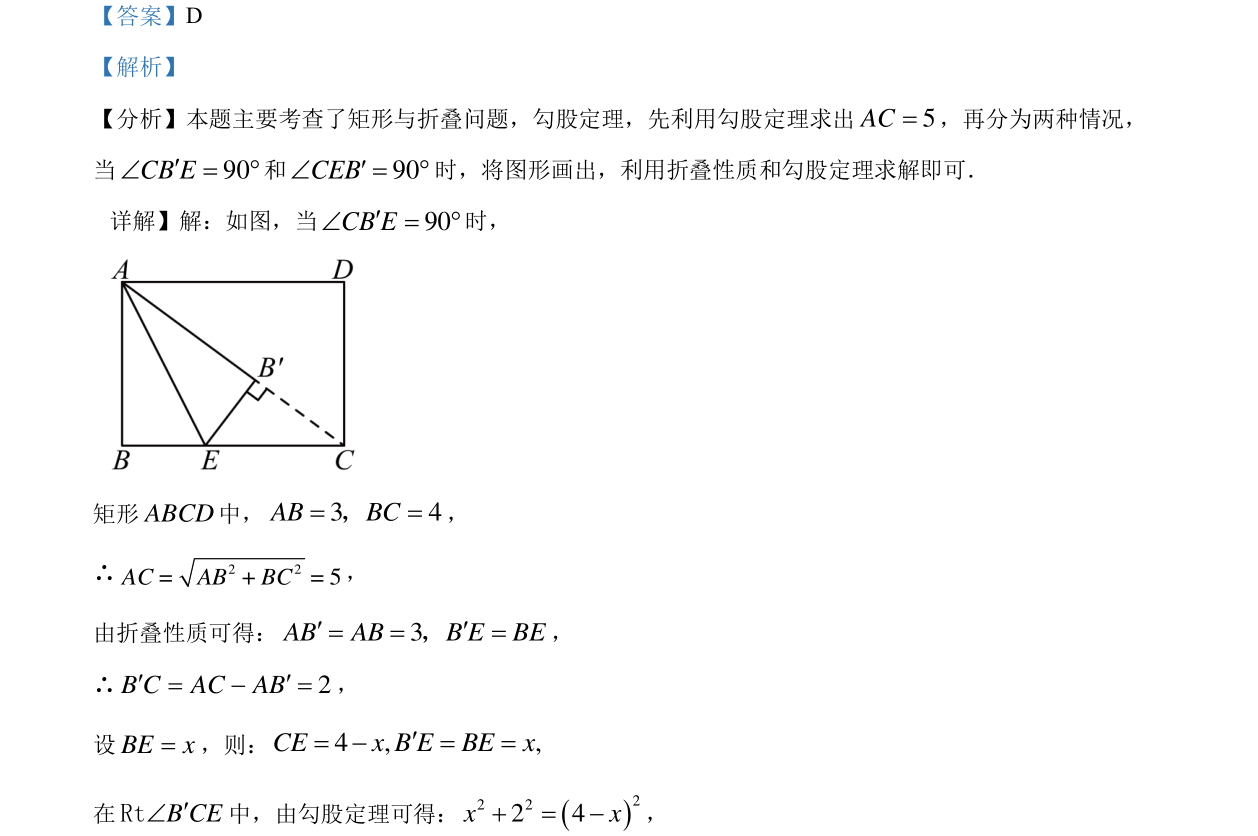 【答案】D
【解析】
【分析】本题主要考查了矩形与折叠问题，勾股定理，先利用勾股定理求出 AC = 5，再分为两种情况，
当∠CB′E = 90°和∠CEB′ = 90°时，将图形画出，利用折叠性质和勾股定理求解即可．
详解】解：如图，当∠CB′E = 90°时，
A D
B′
B E C
矩形 ABCD 中， AB = 3，BC = 4，
∴ AC = √(AB² + BC²) = 5，
由折叠性质可得： AB′ = AB = 3，B′E = BE，
∴ B′C = AC − AB′ = 2，
设 BE = x，则： CE = 4 − x, B′E = BE = x,
在 Rt∠B′CE 中，由勾股定理可得： x² + 2² = (4 − x)²，